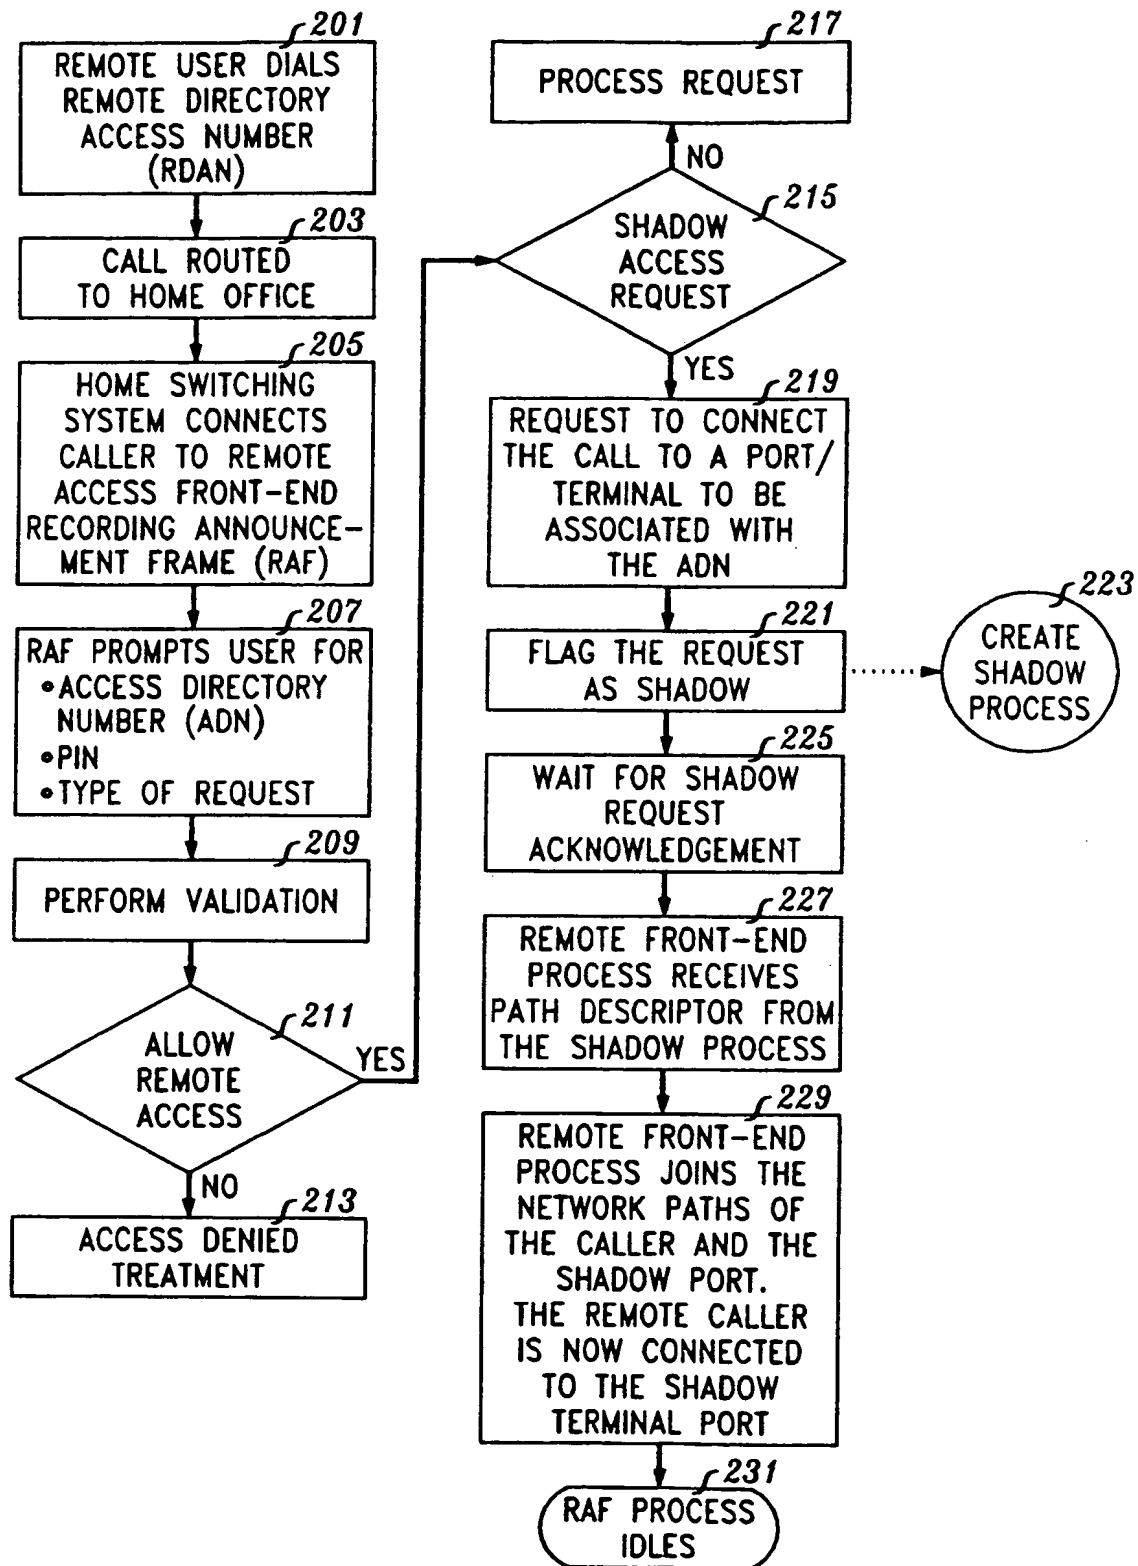 201
REMOTE USER DIALS
REMOTE DIRECTORY
ACCESS NUMBER
(RDAN)
203
CALL ROUTED
TO HOME OFFICE
205
HOME SWITCHING
SYSTEM CONNECTS
CALLER TO REMOTE
ACCESS FRONT-END
RECORDING ANNOUNCE-
MENT FRAME (RAF)
207
RAF PROMPTS USER FOR
•ACCESS DIRECTORY
NUMBER (ADN)
•PIN
•TYPE OF REQUEST
209
PERFORM VALIDATION
211
ALLOW
REMOTE
ACCESS
YES
NO
213
ACCESS DENIED
TREATMENT
217
PROCESS REQUEST
NO
215
SHADOW
ACCESS
REQUEST
YES
219
REQUEST TO CONNECT
THE CALL TO A PORT/
TERMINAL TO BE
ASSOCIATED WITH
THE ADN
221
FLAG THE REQUEST
AS SHADOW
223
CREATE
SHADOW
PROCESS
225
WAIT FOR SHADOW
REQUEST
ACKNOWLEDGEMENT
227
REMOTE FRONT-END
PROCESS RECEIVES
PATH DESCRIPTOR FROM
THE SHADOW PROCESS
229
REMOTE FRONT-END
PROCESS JOINS THE
NETWORK PATHS OF
THE CALLER AND THE
SHADOW PORT.
THE REMOTE CALLER
IS NOW CONNECTED
TO THE SHADOW
TERMINAL PORT
231
RAF PROCESS
IDLES